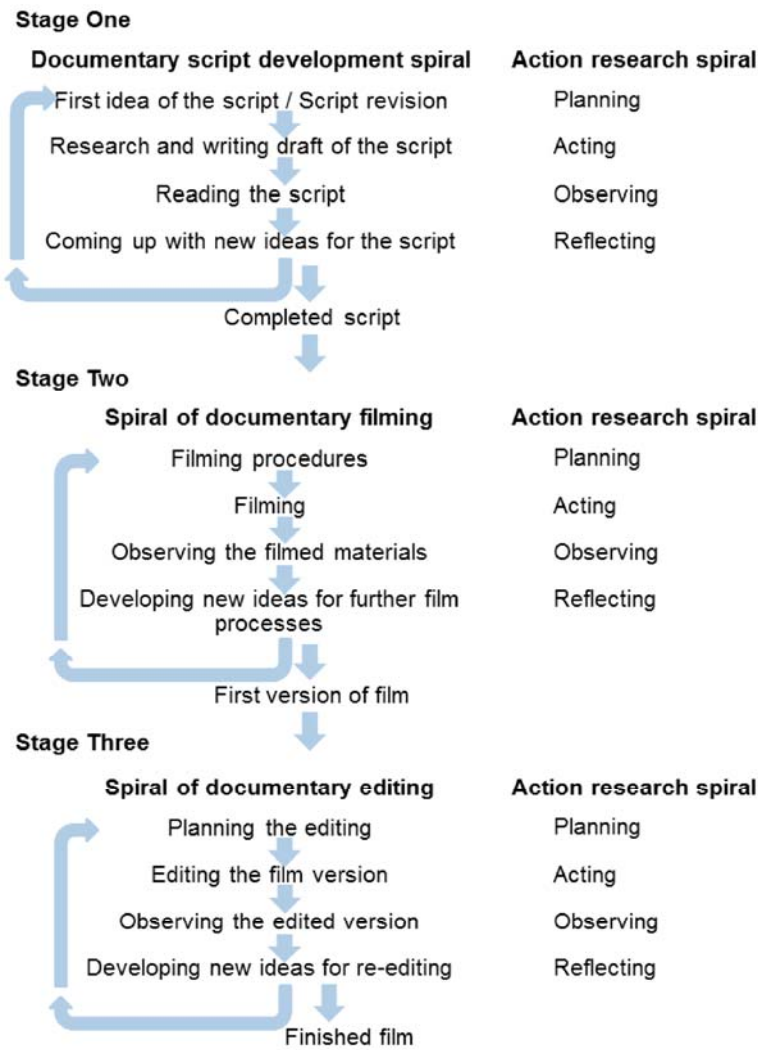 Stage One
Documentary script development spiral Action research spiral
First idea of the script / Script revision Planning
Research and writing draft of the script Acting
Reading the script Observing
Coming up with new ideas for the script Reflecting
Completed script
Stage Two
Spiral of documentary filming Action research spiral
Filming procedures Planning
Filming Acting
Observing the filmed materials Observing
Developing new ideas for further film Reflecting
processes
First version of film
Stage Three
Spiral of documentary editing Action research spiral
Planning the editing Planning
Editing the film version Acting
Observing the edited version Observing
Developing new ideas for re-editing Reflecting
Finished film